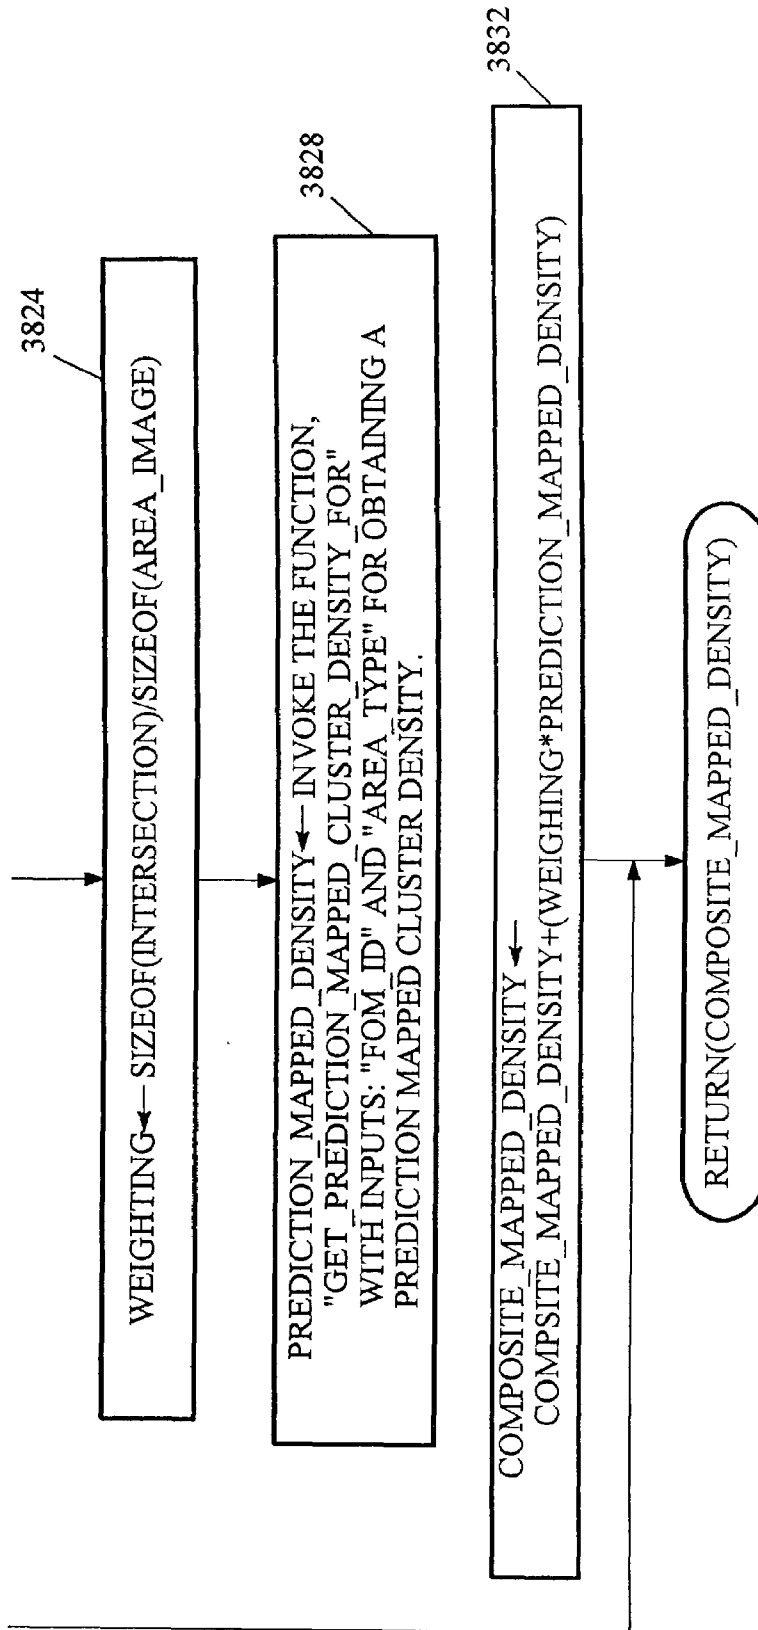 3824
WEIGHTING ← SIZEOF(INTERSECTION)/SIZEOF(AREA_IMAGE)
3828
PREDICTION_MAPPED_DENSITY ← INVOKE THE FUNCTION,
"GET_PREDICTION_MAPPED_CLUSTER_DENSITY_FOR"
WITH INPUTS: "FOM_ID" AND "AREA_TYPE" FOR OBTAINING A
PREDICTION MAPPED CLUSTER DENSITY.
3832
COMPOSITE_MAPPED_DENSITY ←
COMPSITE_MAPPED_DENSITY+(WEIGHING*PREDICTION_MAPPED_DENSITY)
RETURN(COMPOSITE_MAPPED_DENSITY)